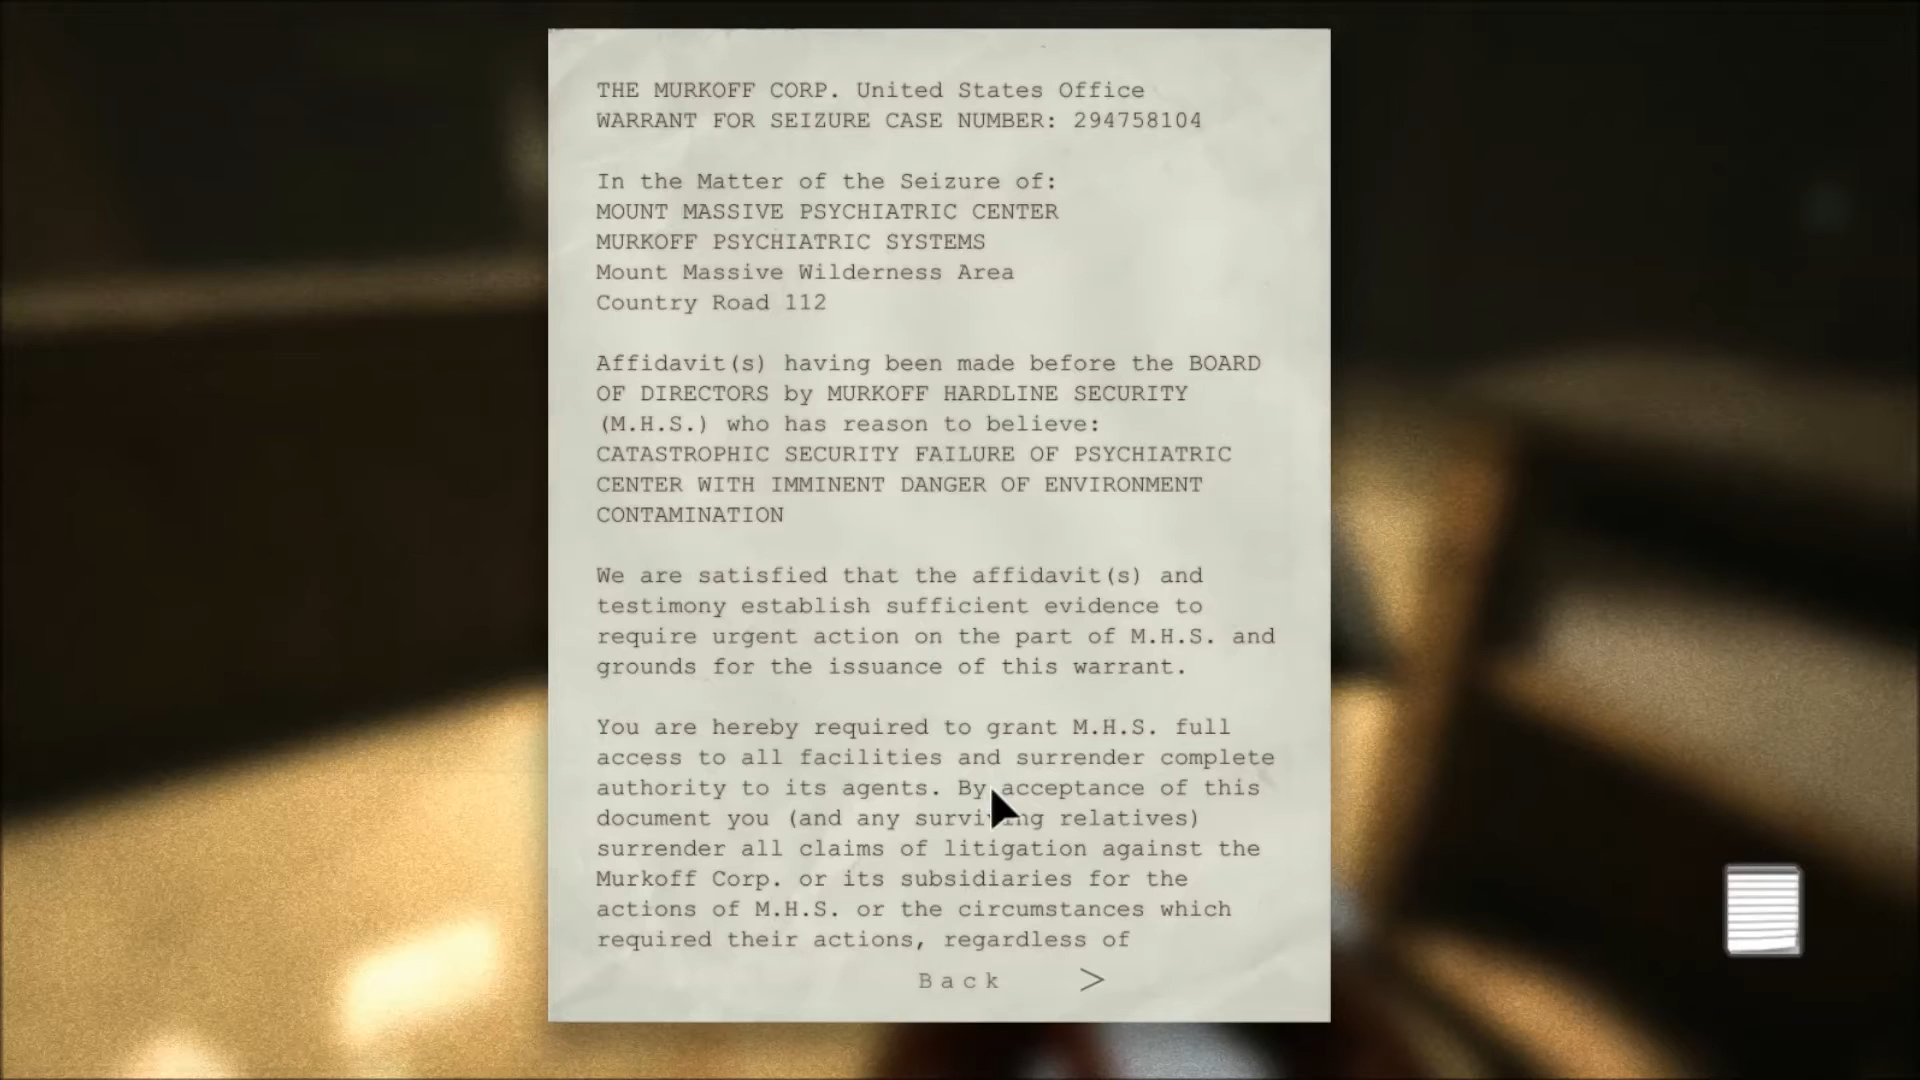 THE MURKOFF CORP. United States Office
WARRANT FOR SEIZURE CASE NUMBER: 294758104
In the Matter of the Seizure of:
MOUNT MASSIVE PSYCHIATRIC CENTER
MURKOFF PSYCHIATRIC SYSTEMS
Mount Massive Wilderness Area
Country Road 112
Affidavit(s) having been made before the BOARD
OF DIRECTORS by MURKOFF HARDLINE SECURITY
(M.H.S.) who has reason to believe:
CATASTROPHIC SECURITY FAILURE OF PSYCHIATRIC
CENTER WITH IMMINENT DANGER OF ENVIRONMENT
CONTAMINATION
We are satisfied that the affidavit(s) and
testimony establish sufficient evidence to
require urgent action on the part of M.H.S. and
grounds for the issuance of this warrant.
You are hereby required to grant M.H.S. full
access to all facilities and surrender complete
authority to its agents. By acceptance of this
document you (and any surviving relatives)
surrender all claims of litigation against the
Murkoff Corp. or its subsidiaries for the
actions of M.H.S. or the circumstances which
required their actions, regardless of
Back >